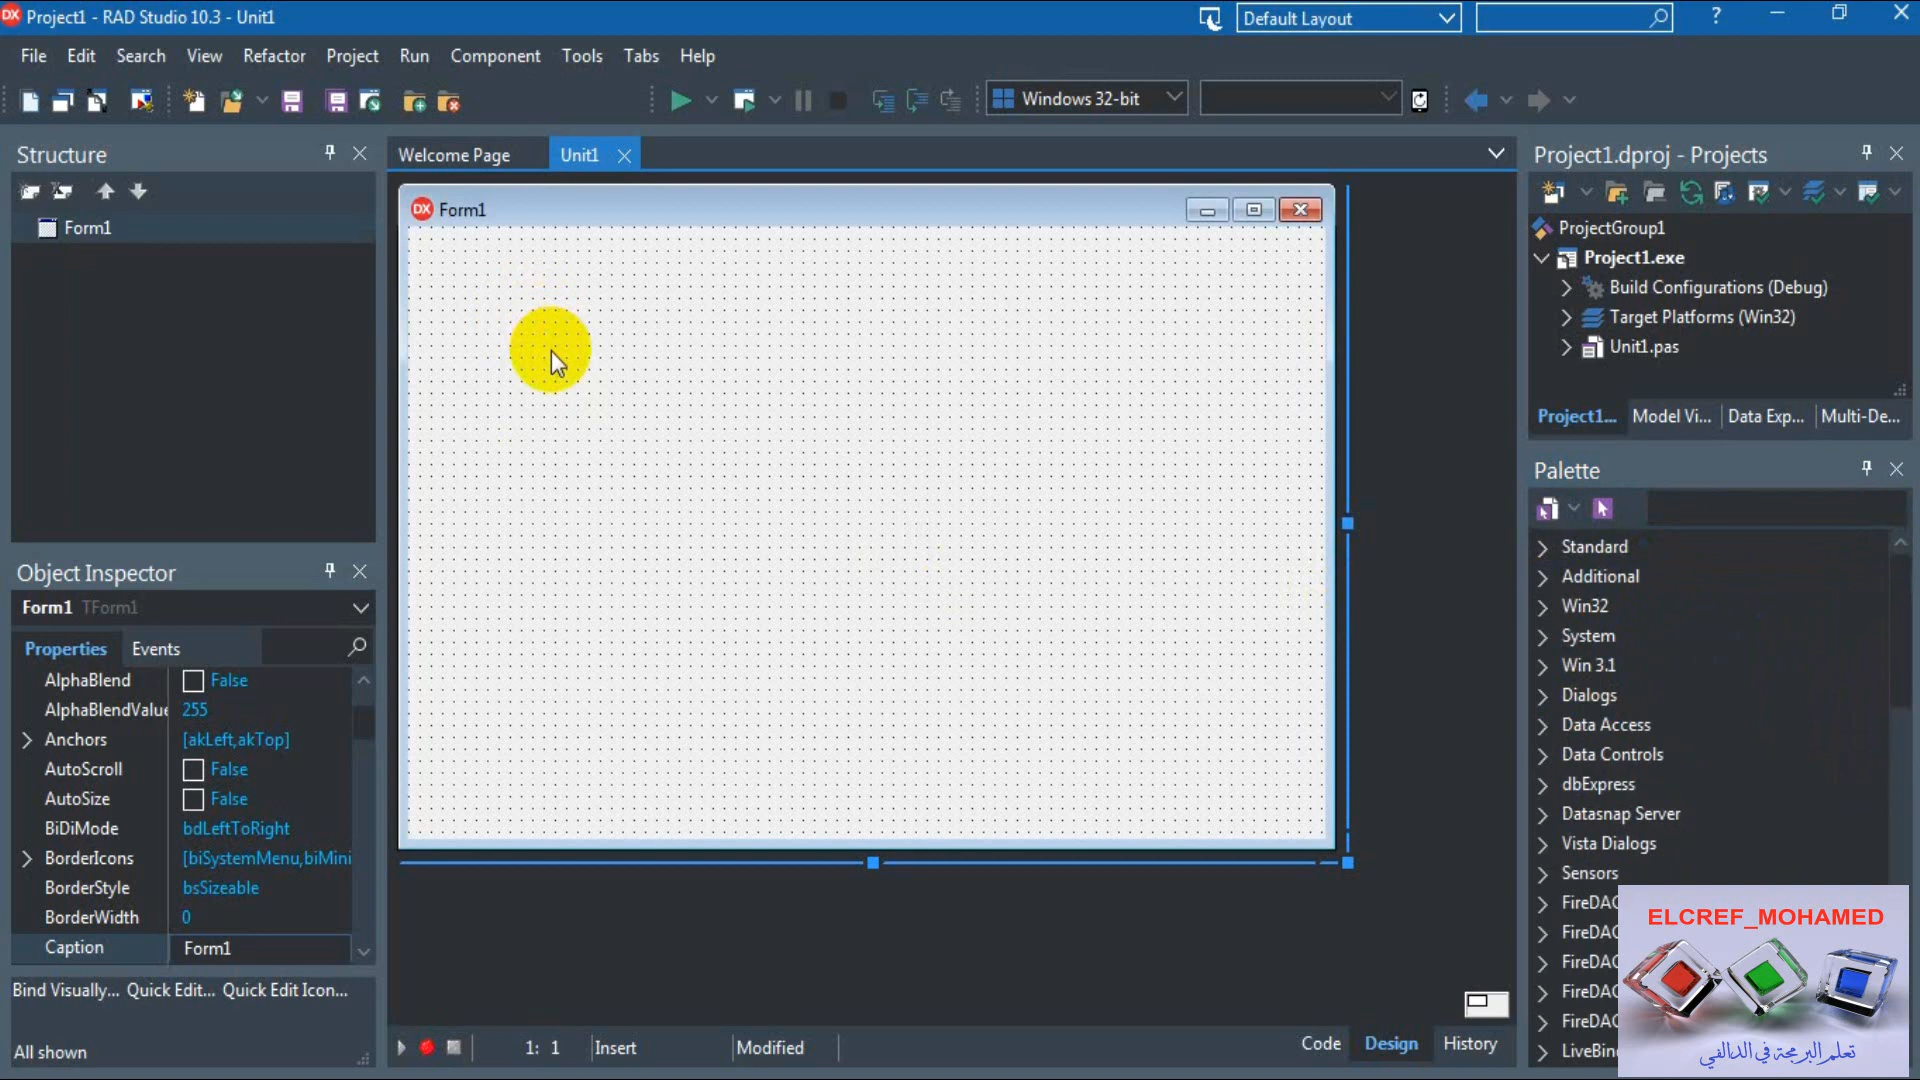 Project1 - RAD Studio 10.3 - Unit1
Default Layout
?
File Edit Search View Refactor Project Run Component Tools Tabs Help
Windows 32-bit
Structure
Form1
Welcome Page
Unit1
DX Form1
Project1.dproj - Projects
ProjectGroup1
Project1.exe
Build Configurations (Debug)
Target Platforms (Win32)
Unit1.pas
Project1... Model Vi... Data Exp... Multi-De...
Palette
Standard
Additional
Win32
System
Win 3.1
Dialogs
Data Access
Data Controls
dbExpress
Datasnap Server
Vista Dialogs
Sensors
FireDAC
FireDAC
FireDAC
FireDAC
FireDAC
LiveBin
Object Inspector
Form1 TForm1
Properties Events
AlphaBlend False
AlphaBlendValue 255
Anchors [akLeft,akTop]
AutoScroll False
AutoSize False
BiDiMode bdLeftToRight
BorderIcons [biSystemMenu,biMini
BorderStyle bsSizeable
BorderWidth 0
Caption Form1
Bind Visually... Quick Edit... Quick Edit Icon...
All shown
1: 1 Insert Modified
Code Design History
ELCREF_MOHAMED
تعلم البرمجة في الدالفي